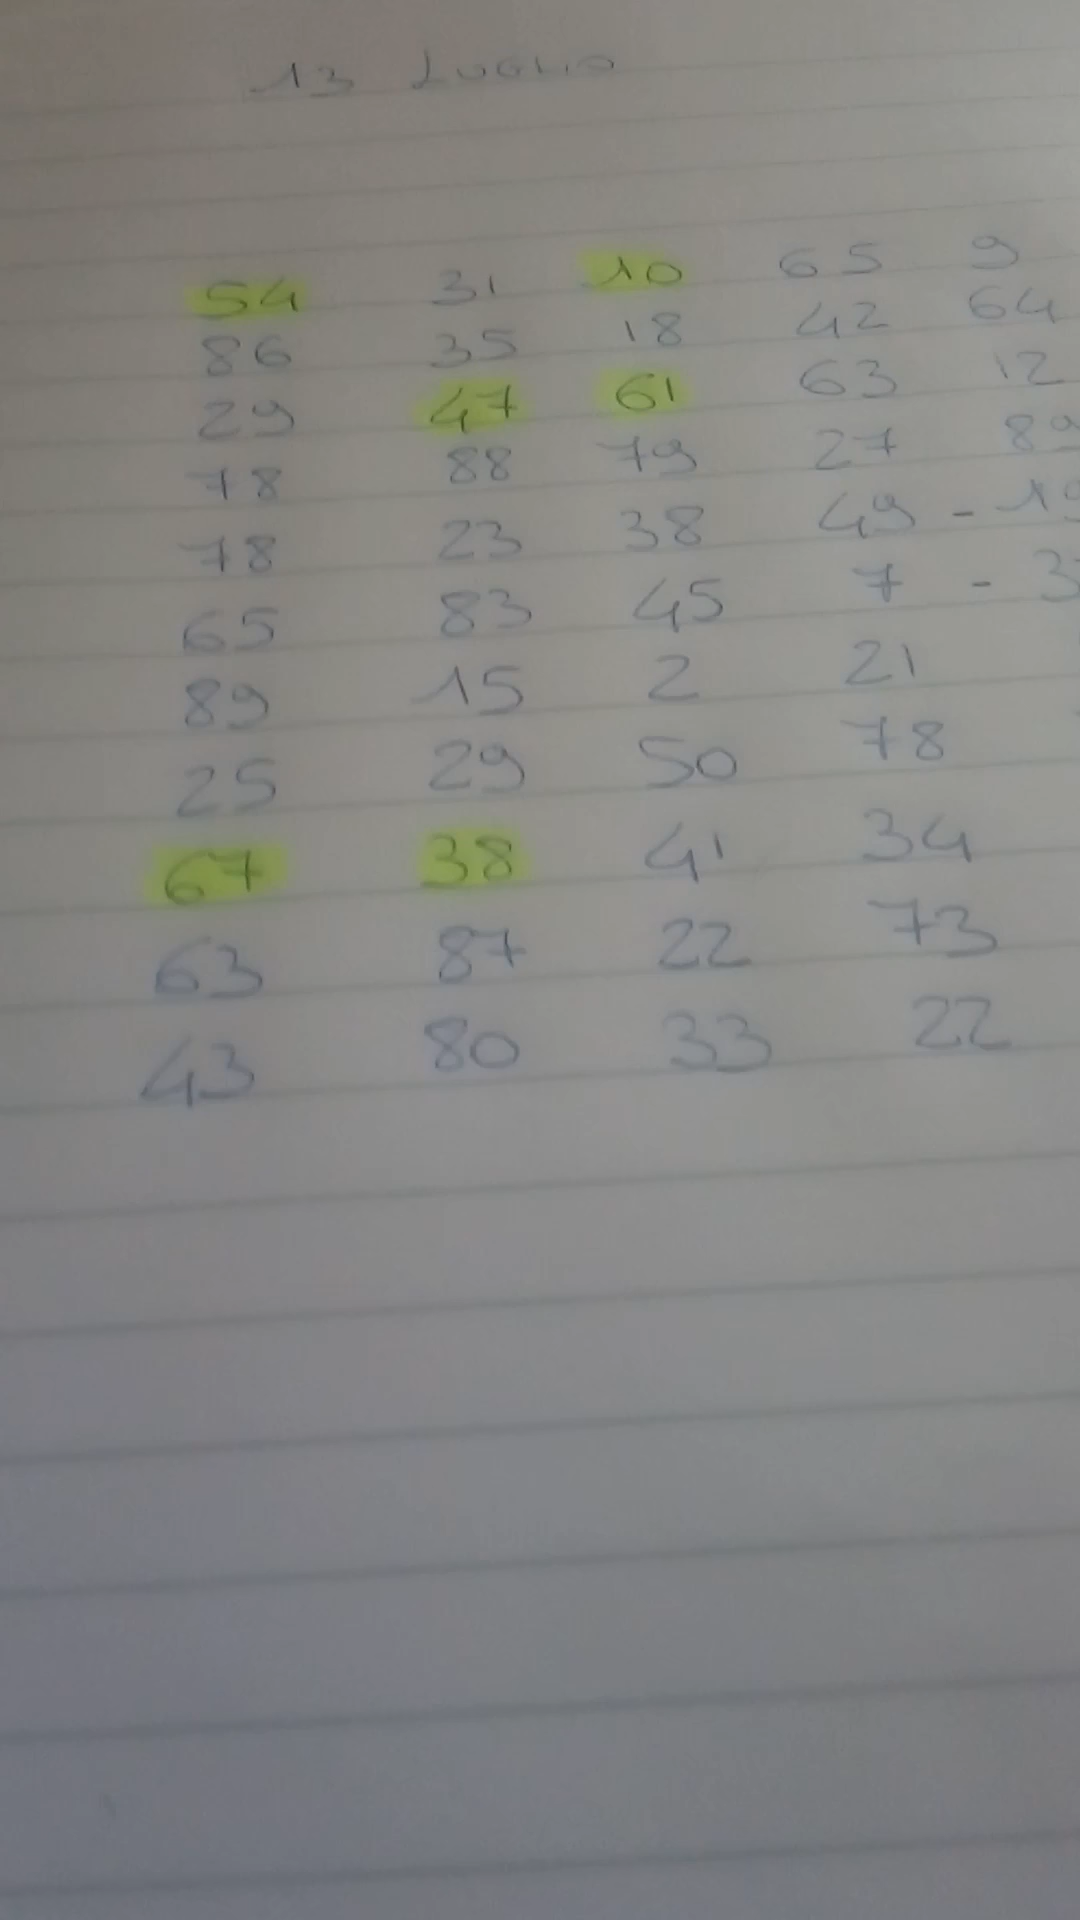 13 LUGLIO
54 31 10 65 9
86 35 18 42 64
29 47 61 63 12
78 88 79 27 89
78 23 38 49 -
65 83 45 7 -
89 15 2 21
25 29 50 78
67 38 41 34
63 87 22 73
43 80 33 22